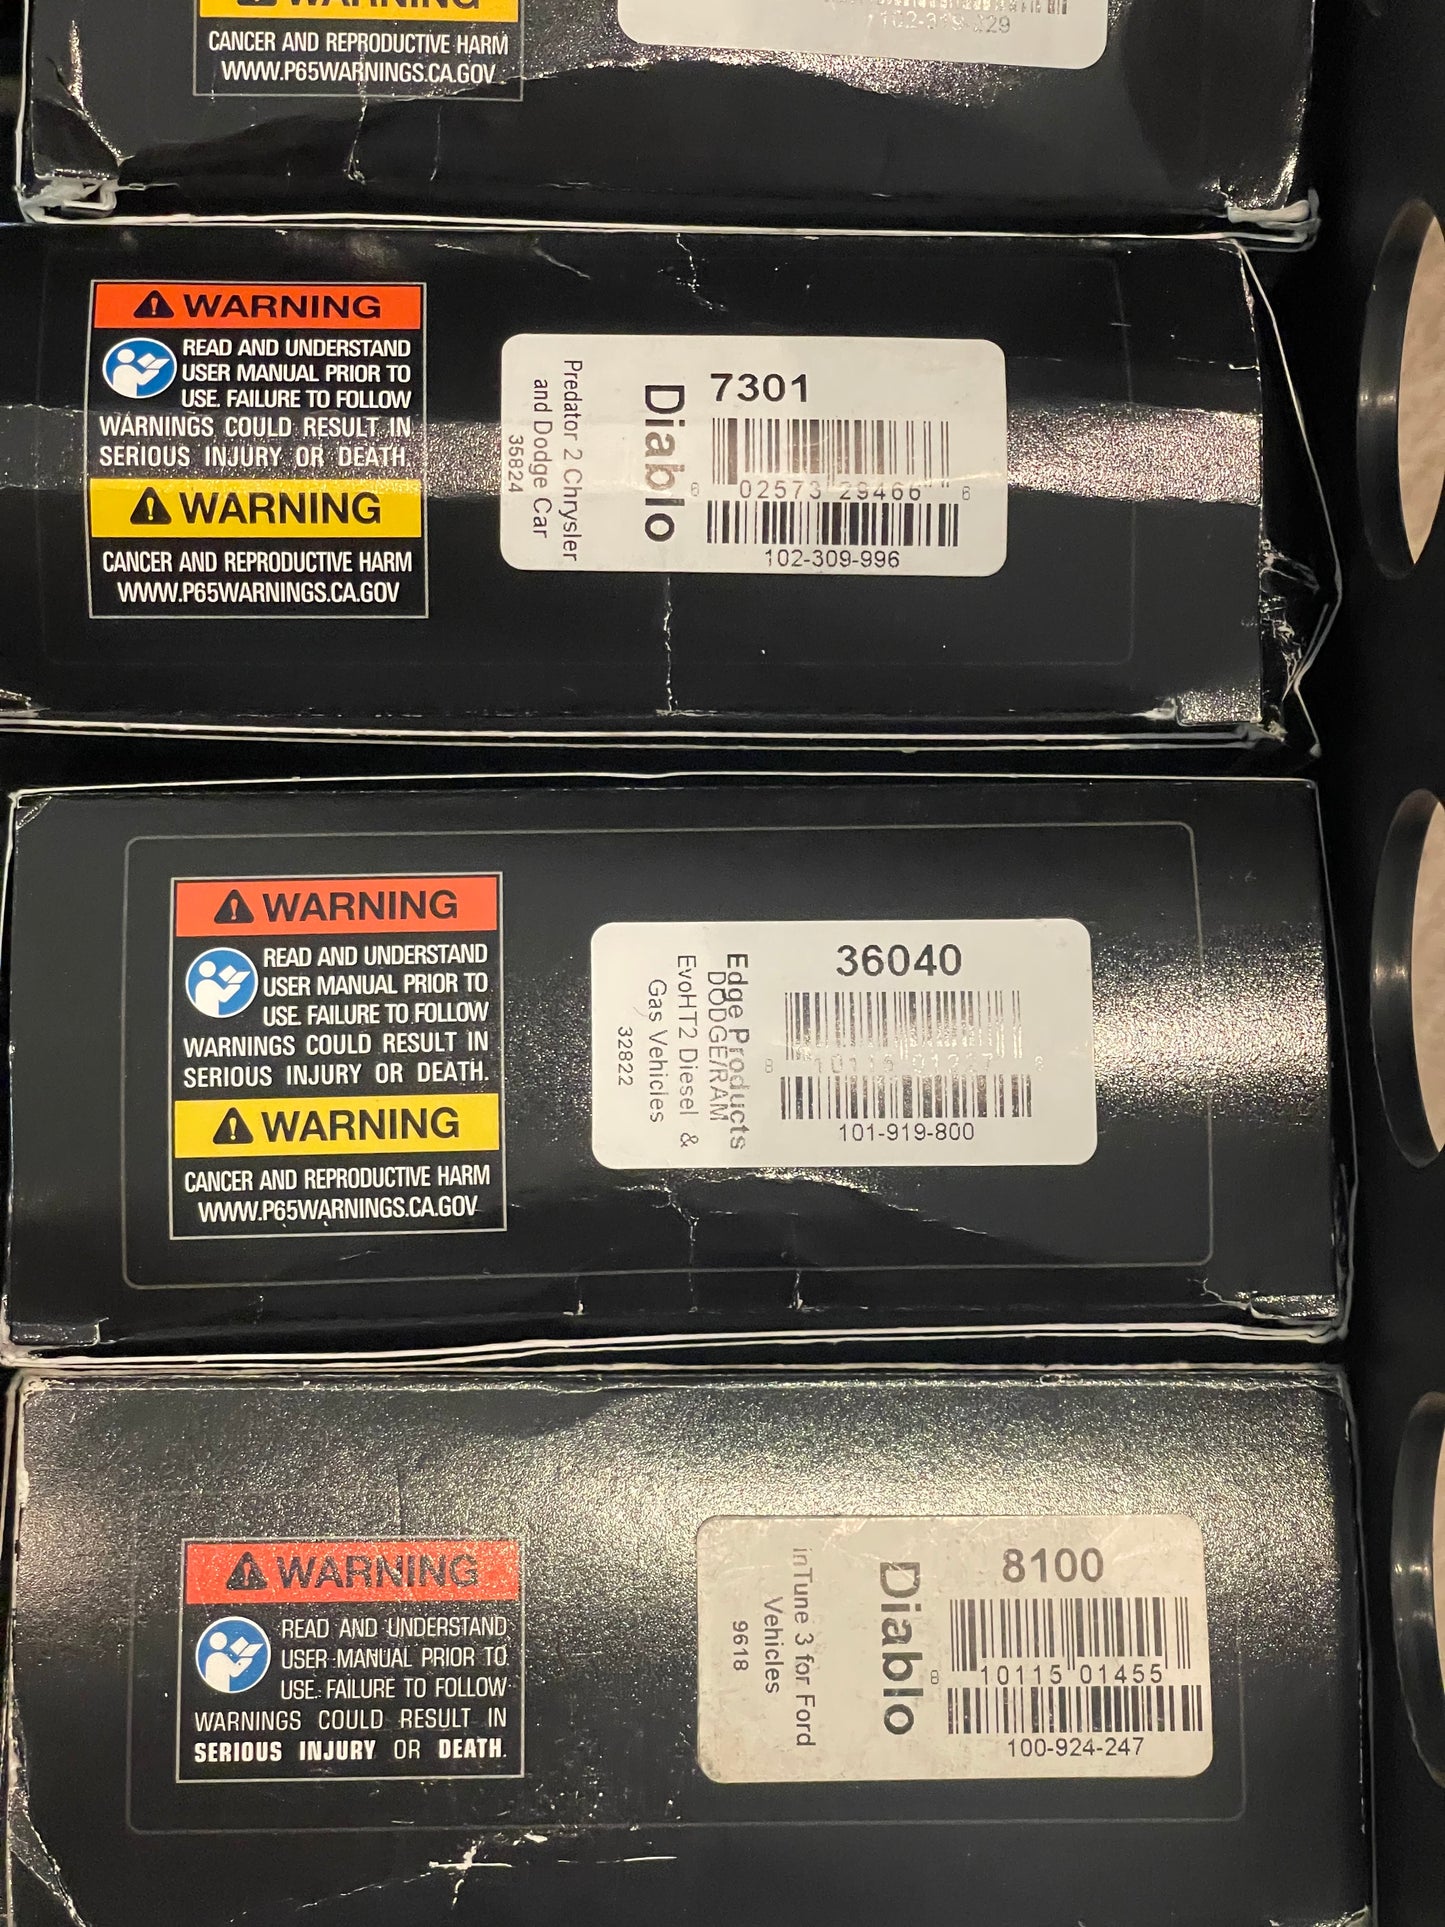 WARNING
CANCER AND REPRODUCTIVE HARM
WWW.P65WARNINGS.CA.GOV
WARNING
READ AND UNDERSTAND
USER MANUAL PRIOR TO
USE. FAILURE TO FOLLOW
WARNINGS COULD RESULT IN
SERIOUS INJURY OR DEATH.
WARNING
CANCER AND REPRODUCTIVE HARM
WWW.P65WARNINGS.CA.GOV
7301
02573 29466
102-309-996
Diablo
Predator 2 Chrysler
and Dodge Car
35824
WARNING
READ AND UNDERSTAND
USER MANUAL PRIOR TO
USE. FAILURE TO FOLLOW
WARNINGS COULD RESULT IN
SERIOUS INJURY OR DEATH.
WARNING
CANCER AND REPRODUCTIVE HARM
WWW.P65WARNINGS.CA.GOV
36040
8 10115
101-919-800
Edge Products
DODGE/RAM
EvoHT2 Diesel &
Gas Vehicles
32822
WARNING
READ AND UNDERSTAND
USER MANUAL PRIOR TO
USE. FAILURE TO FOLLOW
WARNINGS COULD RESULT IN
SERIOUS INJURY OR DEATH.
8100
8 10115 01455
100-924-247
Diablo
inTune 3 for Ford
Vehicles
9618